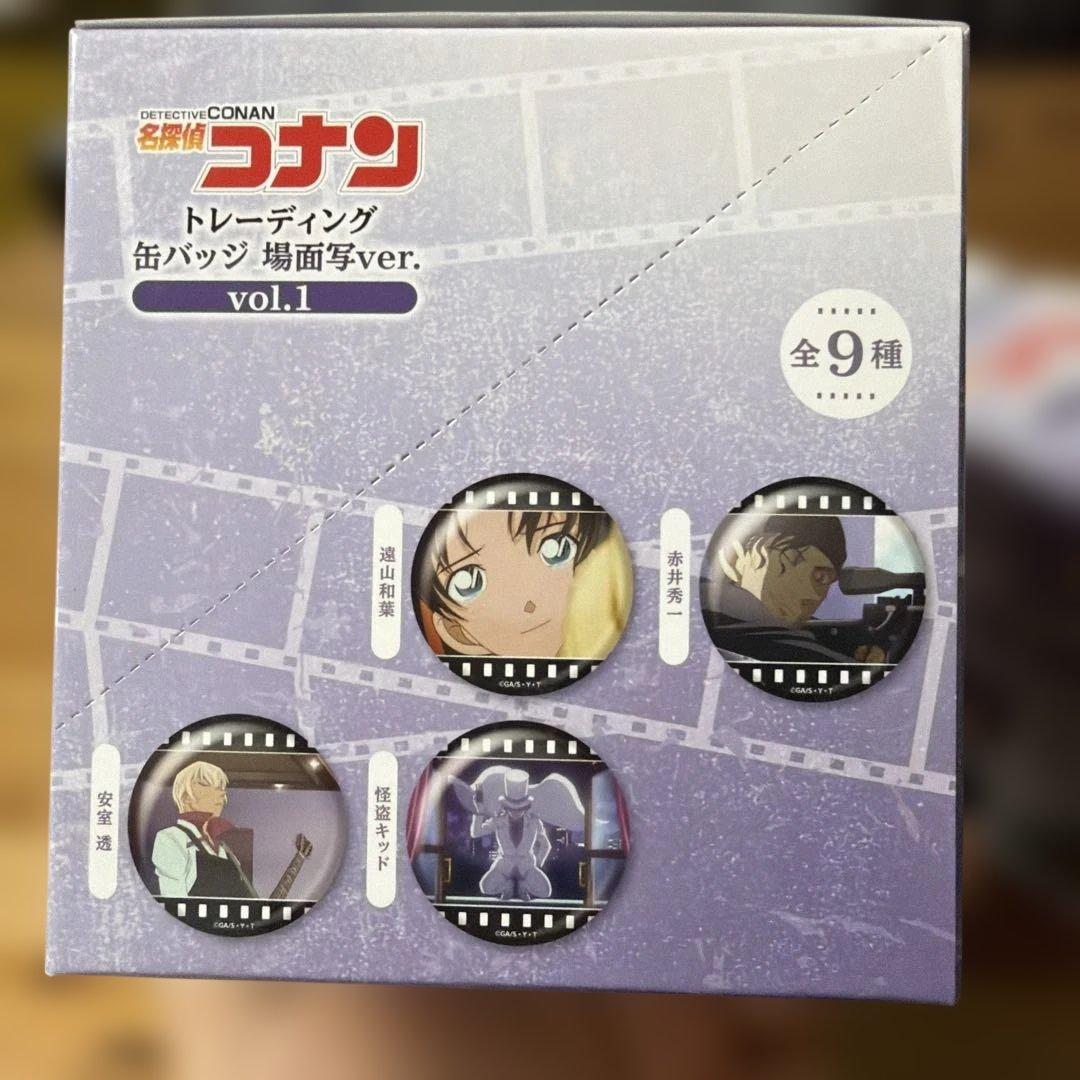 DETECTIVE CONAN
名探偵 コナン
トレーディング
缶バッジ 場面写ver.
vol.1
全9種
遠山和葉
©GA/S・Y・T
赤井秀一
©GA/S・Y・T
安室 透
©GA/S・Y・T
怪盗キッド
©GA/S・Y・T